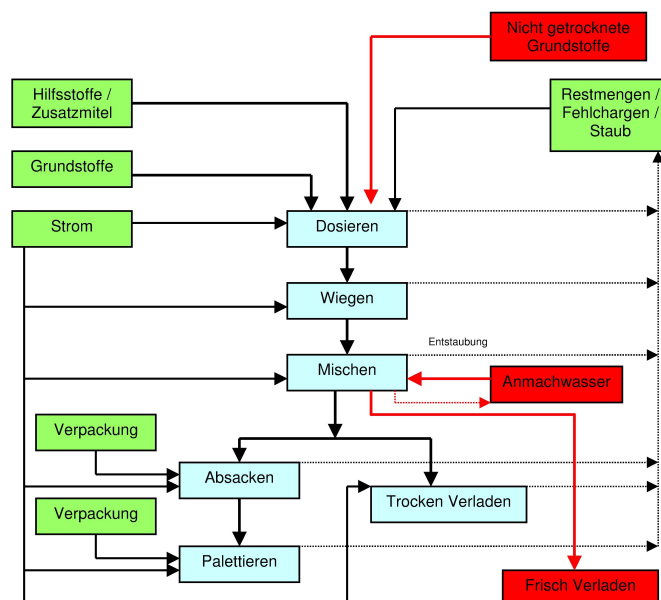 Nicht getrocknete
Grundstoffe
Hilfsstoffe /
Zusatzmitel
Restmengen /
Fehlchargen /
Staub
Grundstoffe
Strom
Dosieren
Wiegen
Entstaubung
Mischen
Anmachwasser
Verpackung
Absacken
Trocken Verladen
Verpackung
Palettieren
Frisch Verladen